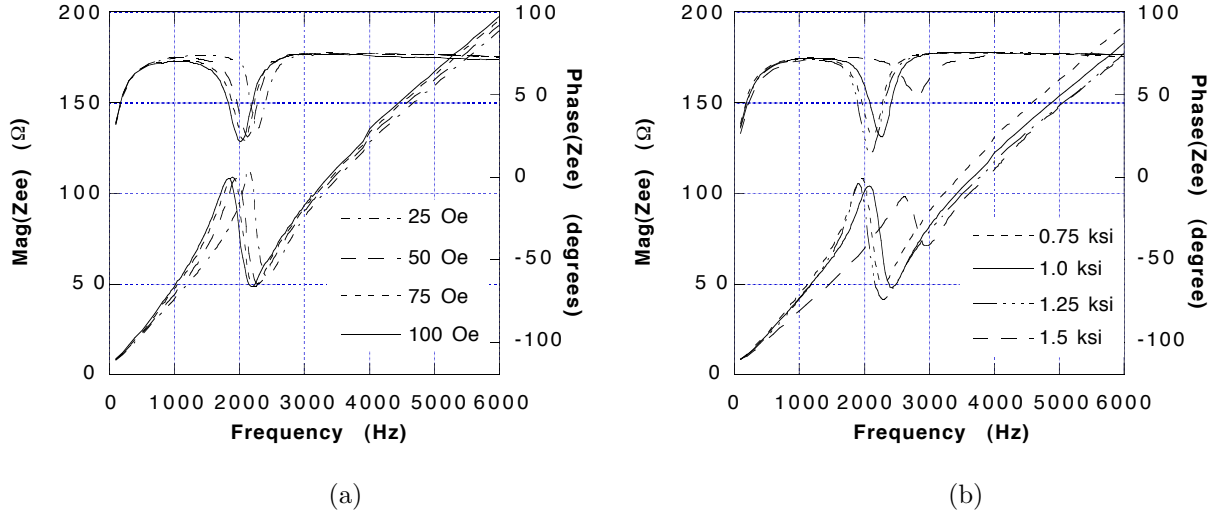 200
150
100
50
0
Mag(Zee) (Ω)
100
50
0
-50
-100
Phase(Zee) (degrees)
25 Oe
50 Oe
75 Oe
100 Oe
0 1000 2000 3000 4000 5000 6000
Frequency (Hz)
(a)
200
150
100
50
0
Mag(Zee) (Ω)
100
50
0
-50
-100
Phase(Zee) (degree)
0.75 ksi
1.0 ksi
1.25 ksi
1.5 ksi
0 1000 2000 3000 4000 5000 6000
Frequency (Hz)
(b)